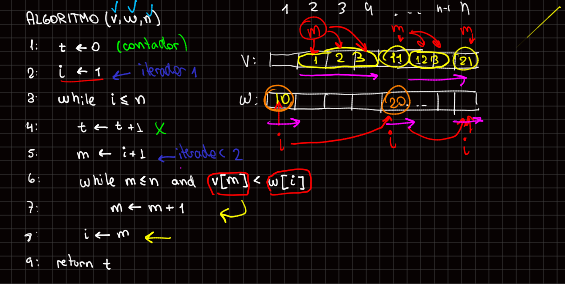 ALGORITMO (v, w, n)
1: t ← 0 (contador)
2: i ← 1 ← iterador 1
3: while i ≤ n
4: t ← t + 1 x
5: m ← i + 1 ← iterador 2
6: while m ≤ n and v[m] < w[i]
7: m ← m + 1
8: i ← m
9: return t
1 2 3 4 ... n-1 n
m m m
V: 1 2 3 11 12 13 21
W: 10 20 ...
i i i